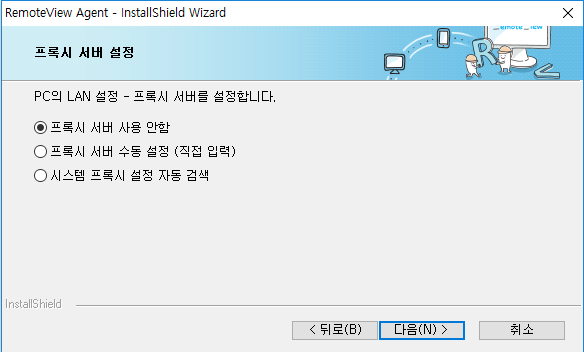 RemoteView Agent - InstallShield Wizard
프록시 서버 설정
R
PC의 LAN 설정 - 프록시 서버를 설정합니다.
프록시 서버 사용 안함
프록시 서버 수동 설정 (직접 입력)
시스템 프록시 설정 자동 검색
InstallShield
< 뒤로(B)
다음(N) >
취소